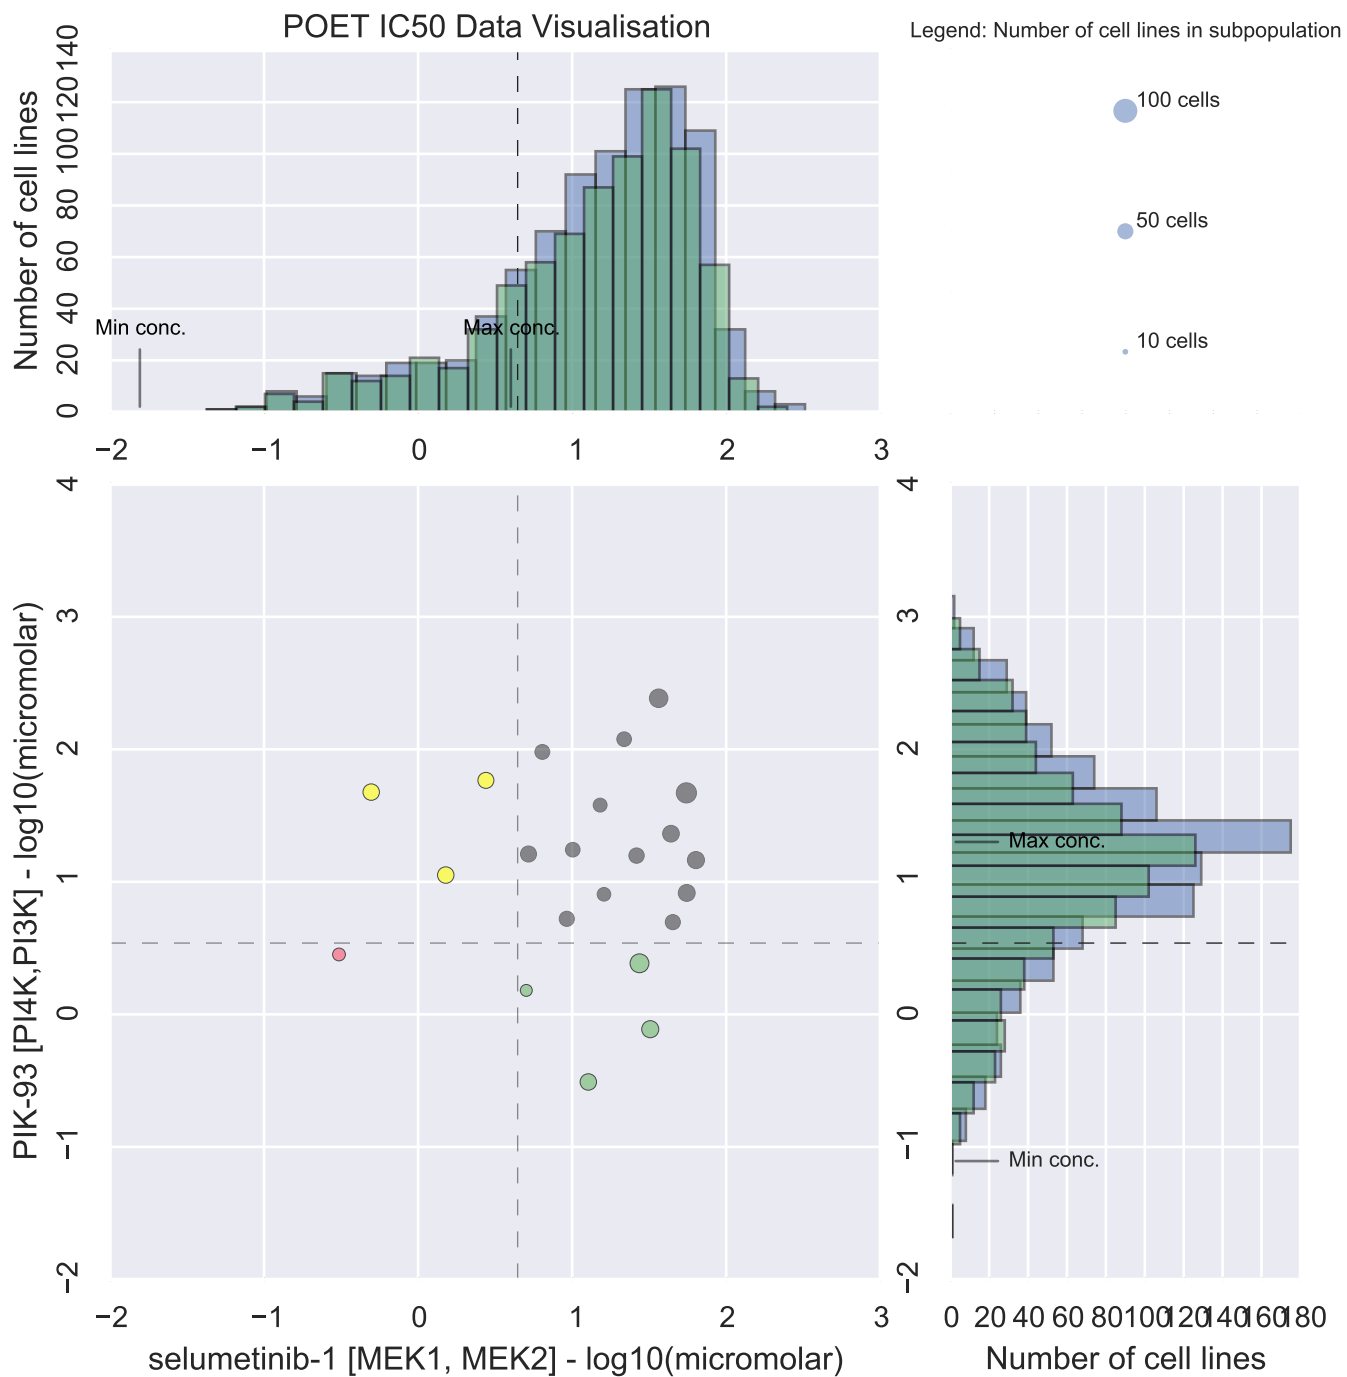 POET IC50 Data Visualisation
Legend: Number of cell lines in subpopulation
100 cells
50 cells
10 cells
Number of cell lines
140
120
100
80
60
40
20
0
Min conc.
Max conc.
−2 −1 0 1 2 3
PIK-93 [PI4K,PI3K] - log10(micromolar)
4
3
2
1
0
−1
−2
4
3
2
1
0
−1
−2
Max conc.
Min conc.
−2 −1 0 1 2 3
0 20 40 60 80 100 120 140 160 180
selumetinib-1 [MEK1, MEK2] - log10(micromolar)
Number of cell lines